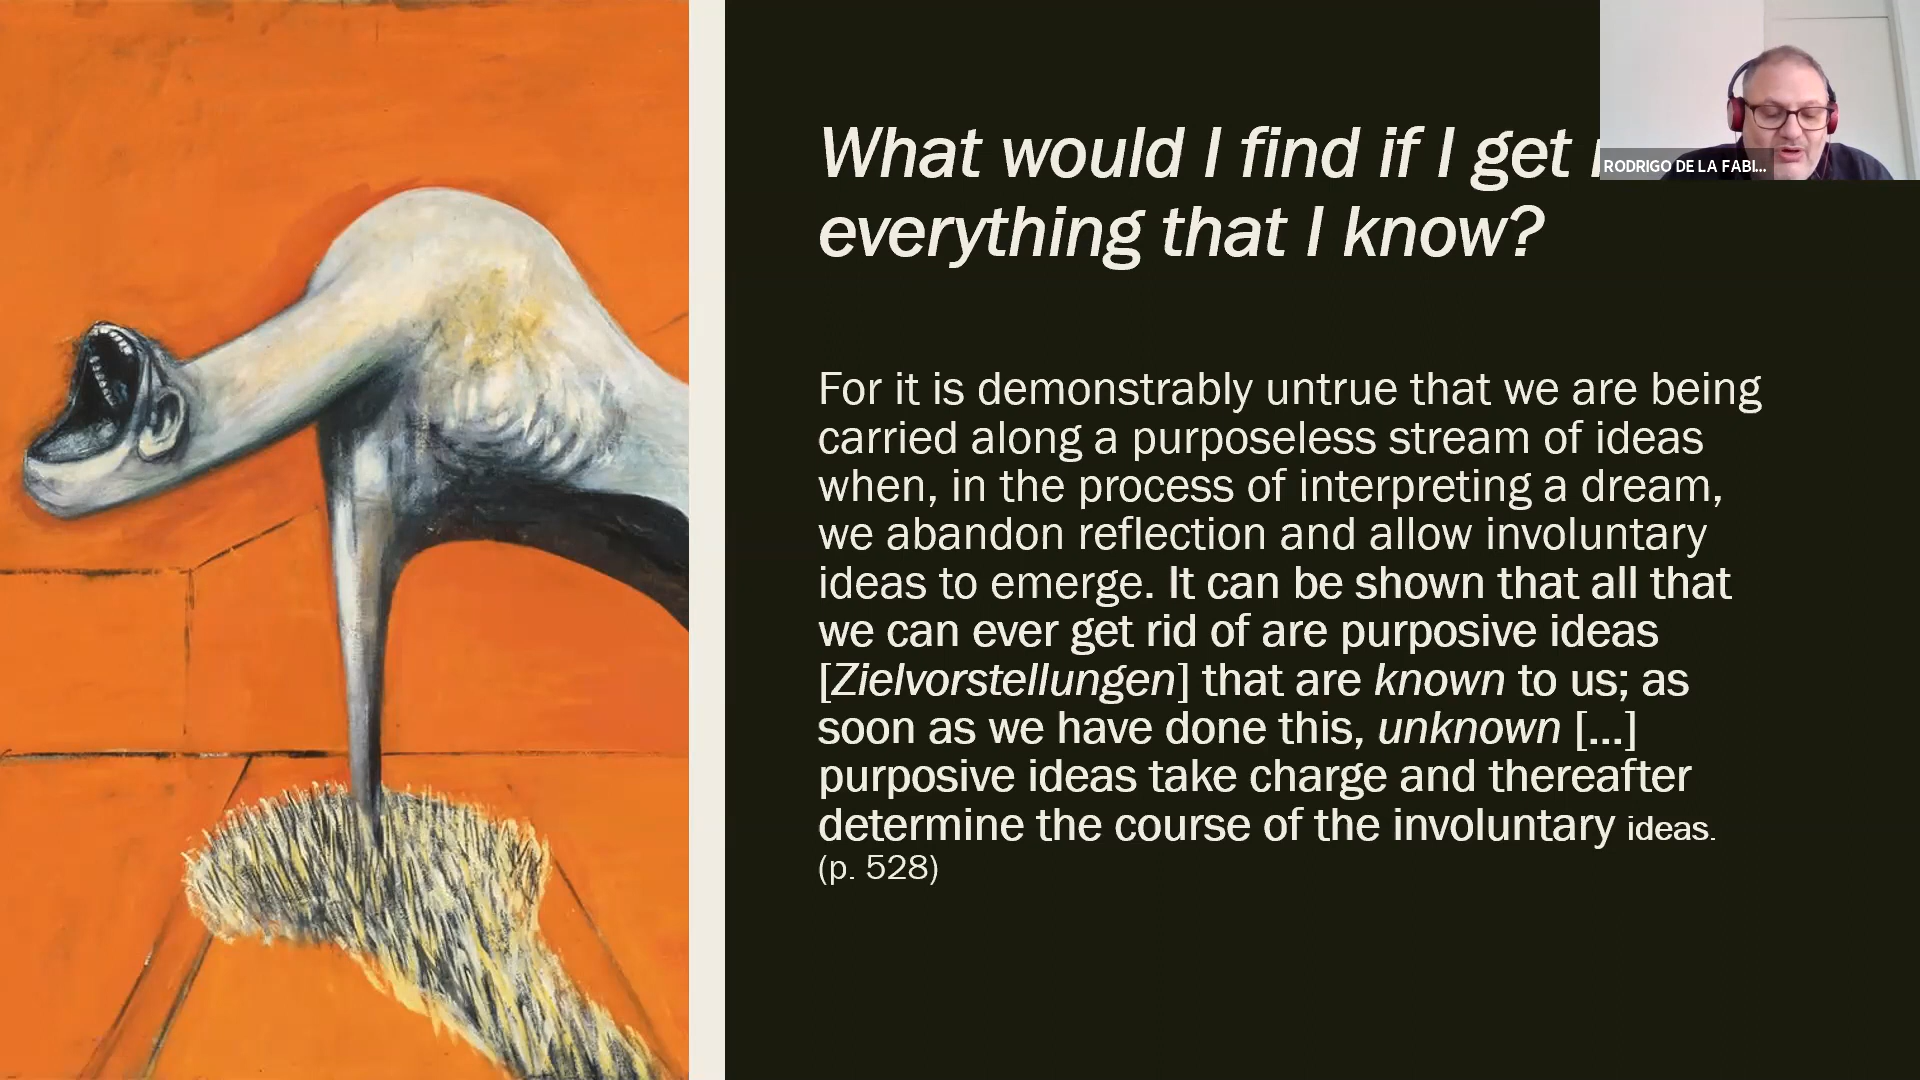 What would I find if I get
everything that I know?
RODRIGO DE LA FABI...
For it is demonstrably untrue that we are being
carried along a purposeless stream of ideas
when, in the process of interpreting a dream,
we abandon reflection and allow involuntary
ideas to emerge. It can be shown that all that
we can ever get rid of are purposive ideas
[Zielvorstellungen] that are known to us; as
soon as we have done this, unknown [...]
purposive ideas take charge and thereafter
determine the course of the involuntary ideas.
(p. 528)